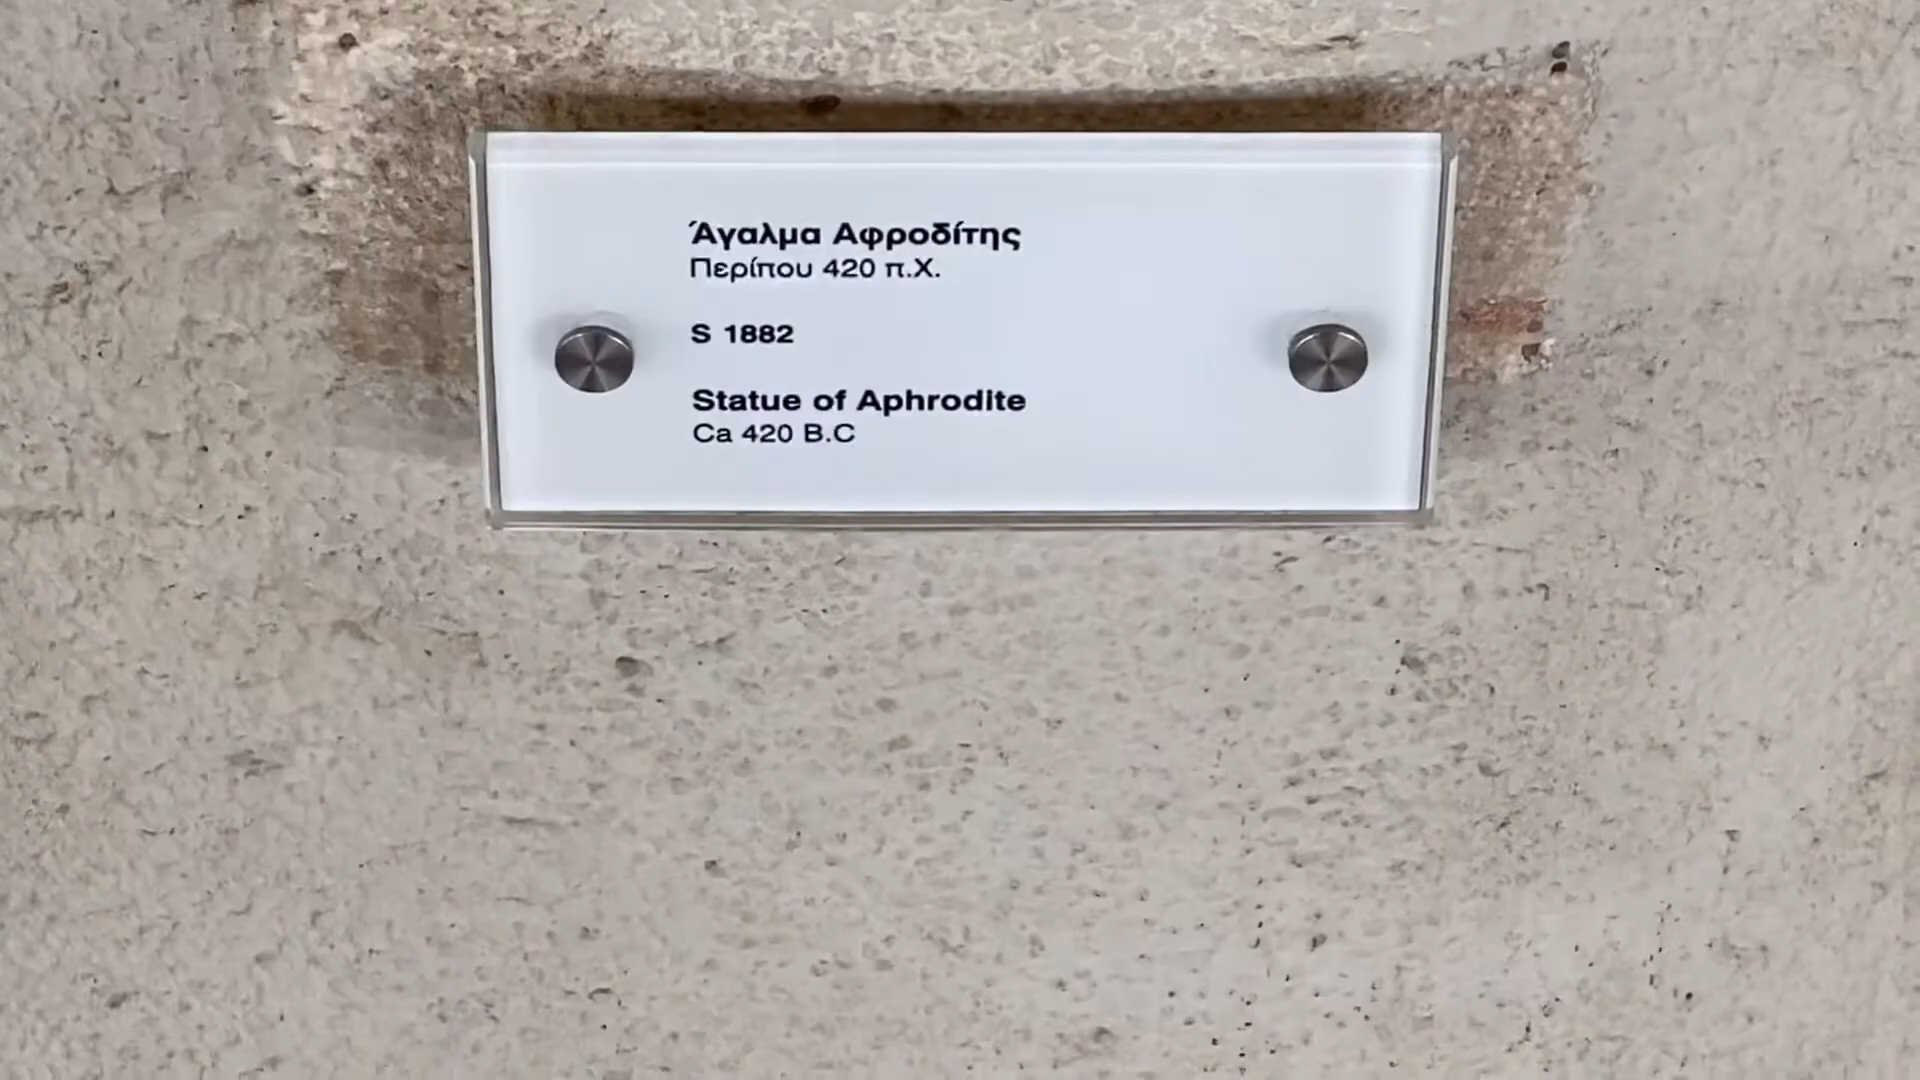 Άγαλμα Αφροδίτης
Περίπου 420 π.Χ.
S 1882
Statue of Aphrodite
Ca 420 B.C